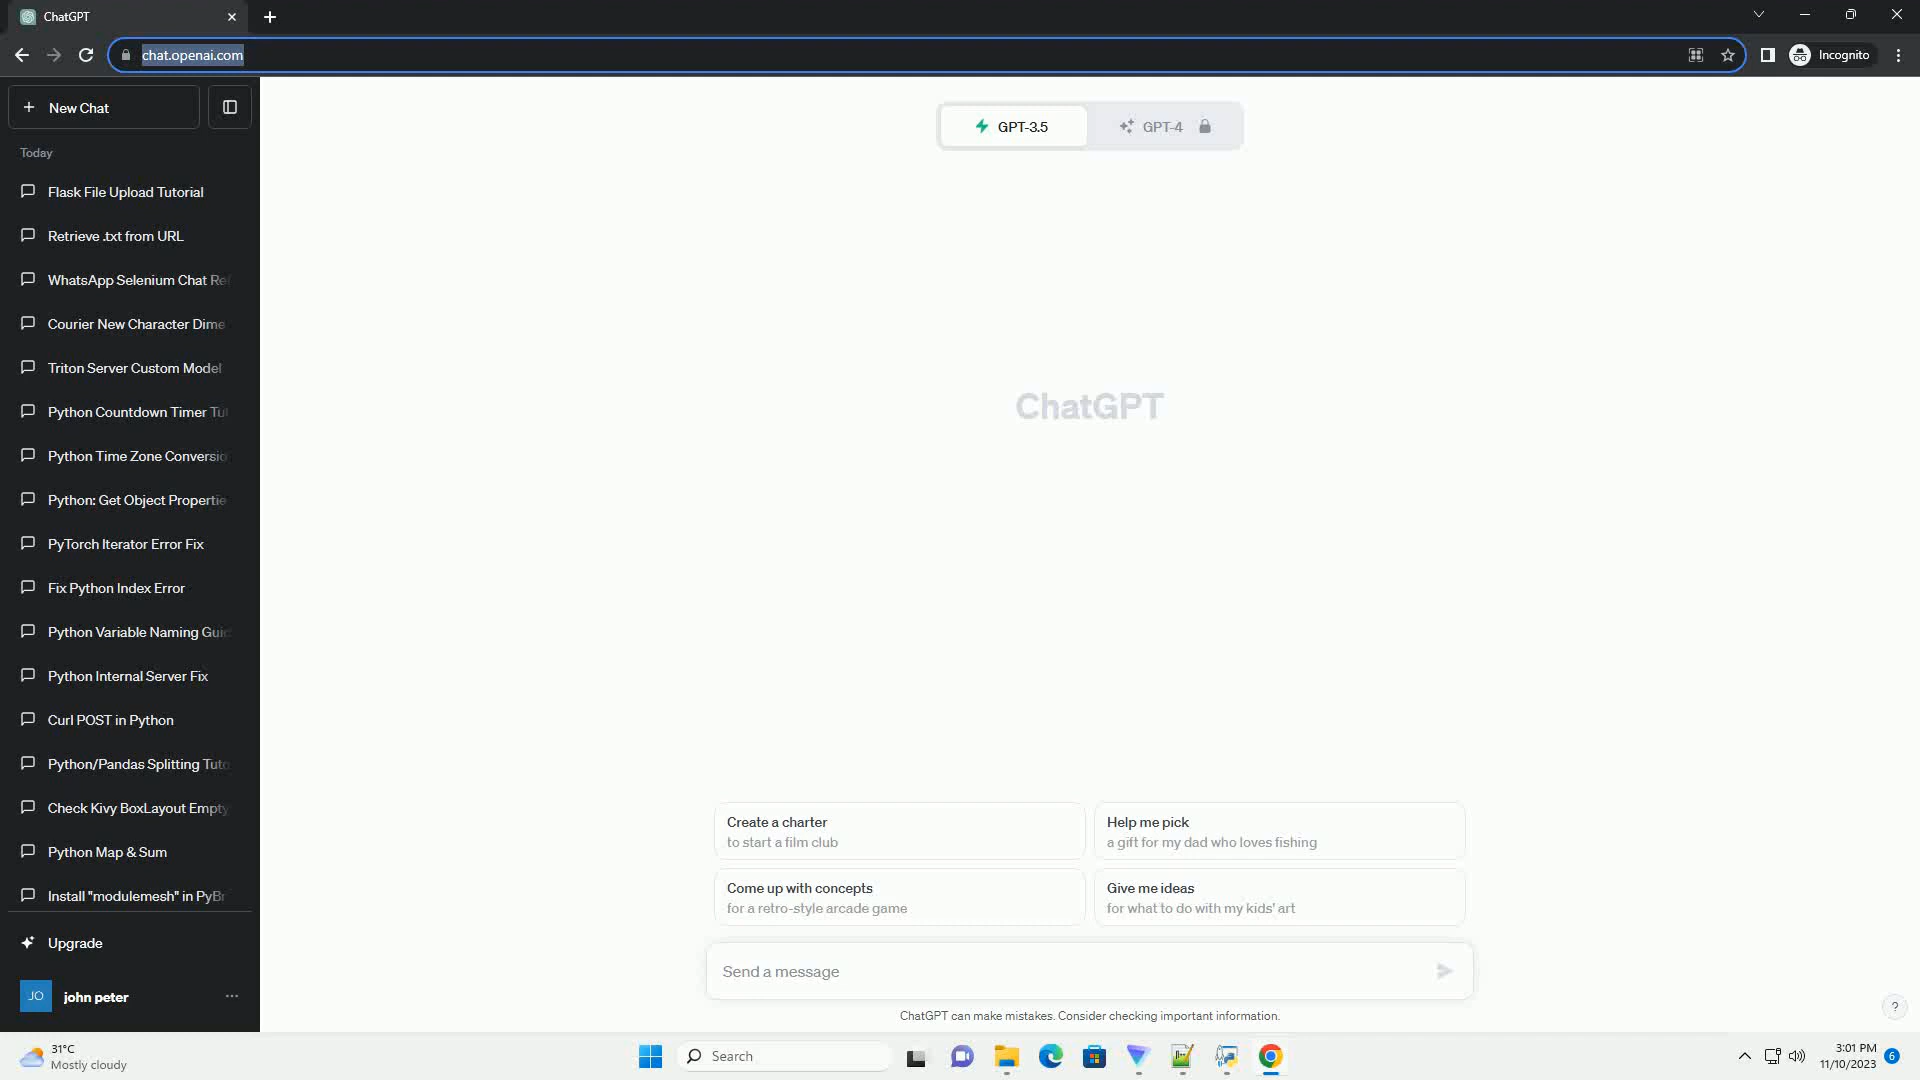 ChatGPT
chat.openai.com
Incognito
New Chat
Today
Flask File Upload Tutorial
Retrieve .txt from URL
WhatsApp Selenium Chat Re
Courier New Character Dime
Triton Server Custom Model
Python Countdown Timer Tu
Python Time Zone Conversio
Python: Get Object Propertie
PyTorch Iterator Error Fix
Fix Python Index Error
Python Variable Naming Gui
Python Internal Server Fix
Curl POST in Python
Python/Pandas Splitting Tuto
Check Kivy BoxLayout Empty
Python Map & Sum
Install "modulemesh" in PyBr
Upgrade
JO john peter
GPT-3.5 GPT-4
ChatGPT
Create a charter
to start a film club
Help me pick
a gift for my dad who loves fishing
Come up with concepts
for a retro-style arcade game
Give me ideas
for what to do with my kids' art
Send a message
ChatGPT can make mistakes. Consider checking important information.
?
31°C
Mostly cloudy
Search
3:01 PM
11/10/2023
6